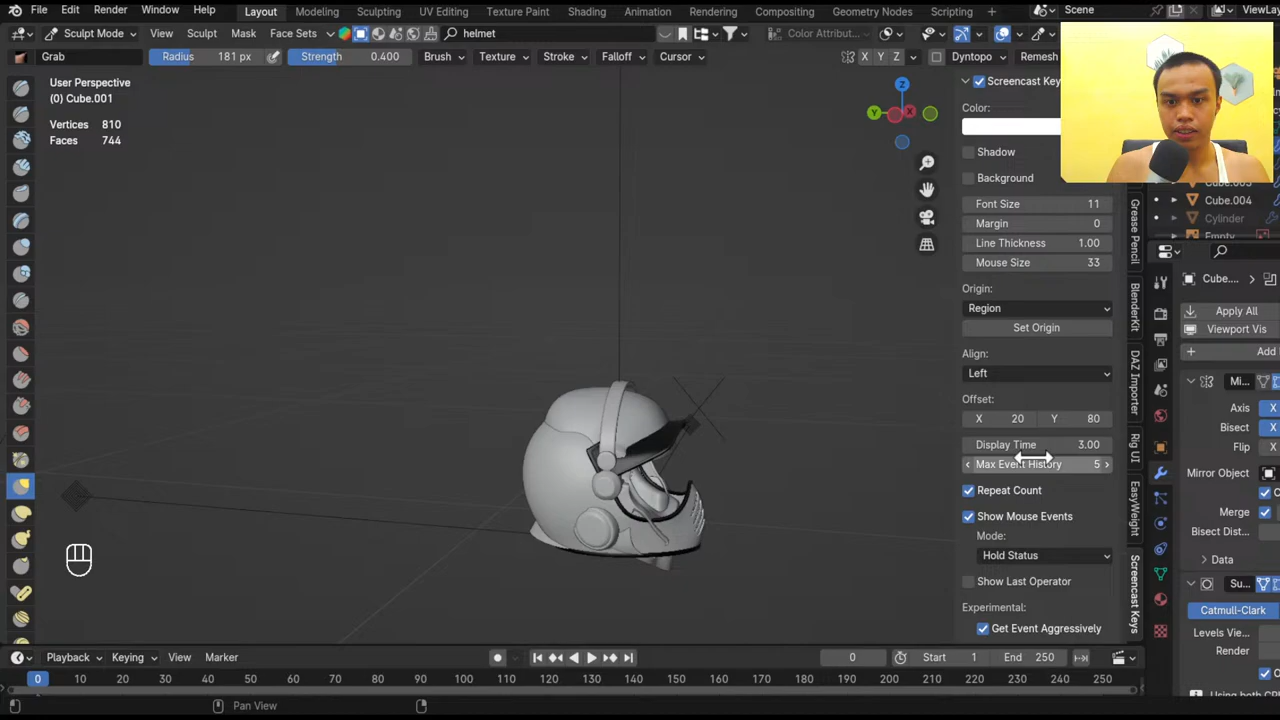 File Edit Render Window Help Layout Modeling Sculpting UV Editing Texture Paint Shading Animation Rendering Compositing Geometry Nodes Scripting + Scene
Sculpt Mode View Sculpt Mask Face Sets helmet Color Attribut...
Grab Radius 181 px Strength 0.400 Brush Texture Stroke Falloff Cursor X Y Z Dyntopo Remesh
User Perspective
(0) Cube.001
Vertices 810
Faces 744
Z
Y X
Screencast Key
Color:
Shadow
Background
Font Size 11
Margin 0
Line Thickness 1.00
Mouse Size 33
Origin:
Region
Set Origin
Align:
Left
Offset:
X 20 Y 80
Display Time 3.00
Max Event History 5
Repeat Count
Show Mouse Events
Mode:
Hold Status
Show Last Operator
Experimental:
Get Event Aggressively
Grease Pencil
BlenderKit
DAZ Importer
Rig UI
EasyWeight
Screencast Keys
Cube.004
Cylinder
Cube....
Apply All
Viewport Vis
Add
Mi...
Axis X
Bisect X
Flip X
Mirror Object
Merge
Bisect Dist...
Data
Su...
Catmull-Clark
Levels Vie...
Render
Playback Keying View Marker 0 Start 1 End 250
0 10 20 30 40 50 60 70 80 90 100 110 120 130 140 150 160 170 180 190 200 210 220 230 240 250
Pan View